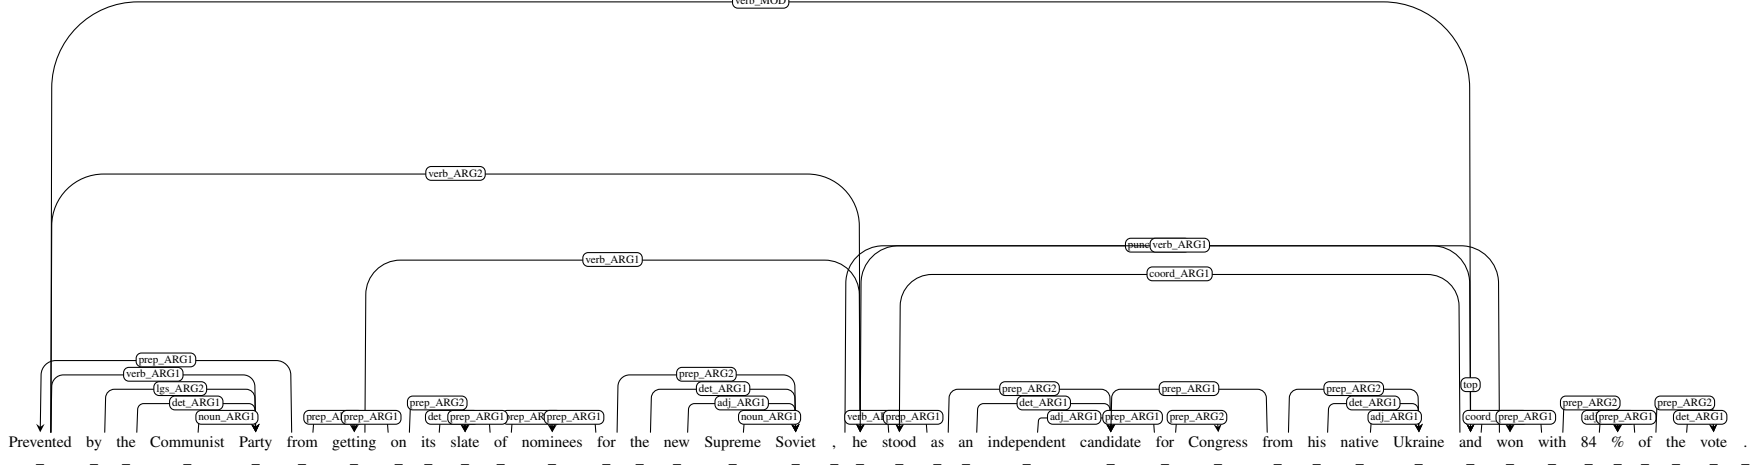 verb_MOD
verb_ARG2
verb_ARG1
verb_ARG1
coord_ARG1
prep_ARG1
verb_ARG1
lgs_ARG2
det_ARG1
noun_ARG1
prep_ARG1
prep_ARG2
prep_ARG1
prep_ARG1
prep_ARG2
det_ARG1
adj_ARG1
noun_ARG1
prep_ARG1
prep_ARG2
det_ARG1
adj_ARG1
prep_ARG1
prep_ARG1
prep_ARG2
prep_ARG2
det_ARG1
adj_ARG1
top
prep_ARG1
prep_ARG2
prep_ARG1
prep_ARG2
det_ARG1
Prevented by the Communist Party from getting on its slate of nominees for the new Supreme Soviet , he stood as an independent candidate for Congress from his native Ukraine and won with 84 % of the vote .